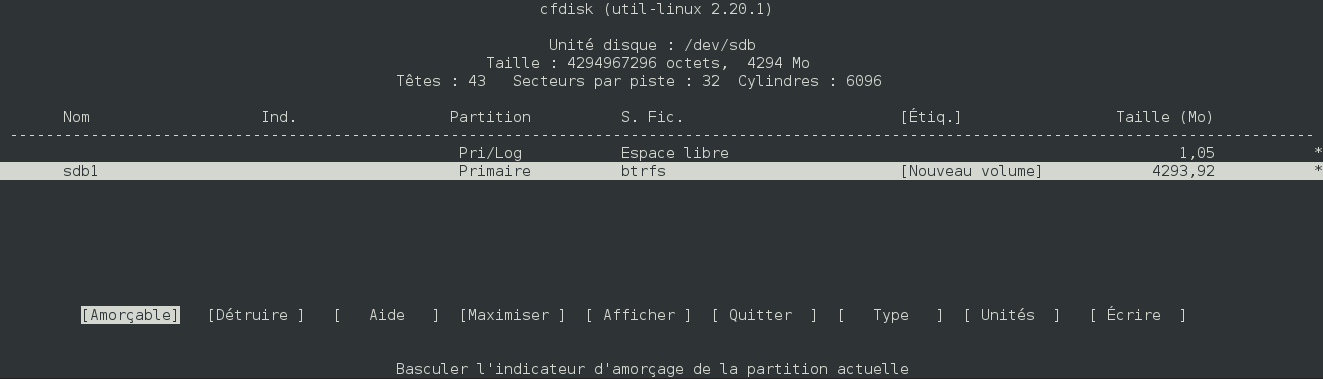 cfdisk (util-linux 2.20.1)
Unité disque : /dev/sdb
Taille : 4294967296 octets, 4294 Mo
Têtes : 43 Secteurs par piste : 32 Cylindres : 6096
Nom Ind. Partition S. Fic. [Étiq.] Taille (Mo)
Pri/Log Espace libre 1,05 *
sdb1 Primaire btrfs [Nouveau volume] 4293,92 *
[Amorçable] [Détruire ] [ Aide ] [Maximiser ] [ Afficher ] [ Quitter ] [ Type ] [ Unités ] [ Écrire ]
Basculer l'indicateur d'amorçage de la partition actuelle